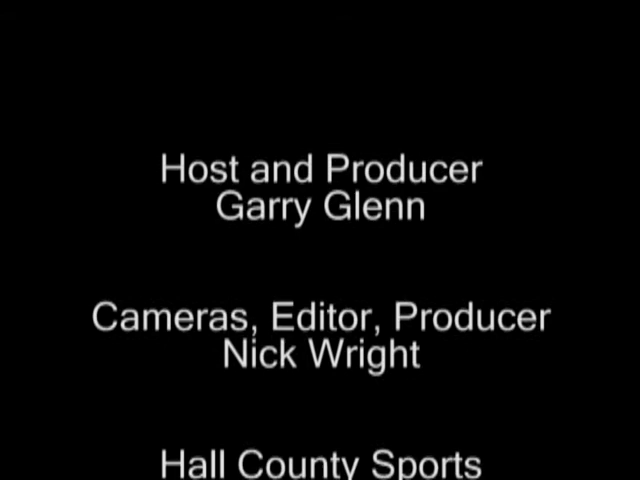 Host and Producer
Garry Glenn
Cameras, Editor, Producer
Nick Wright
Hall County Sports